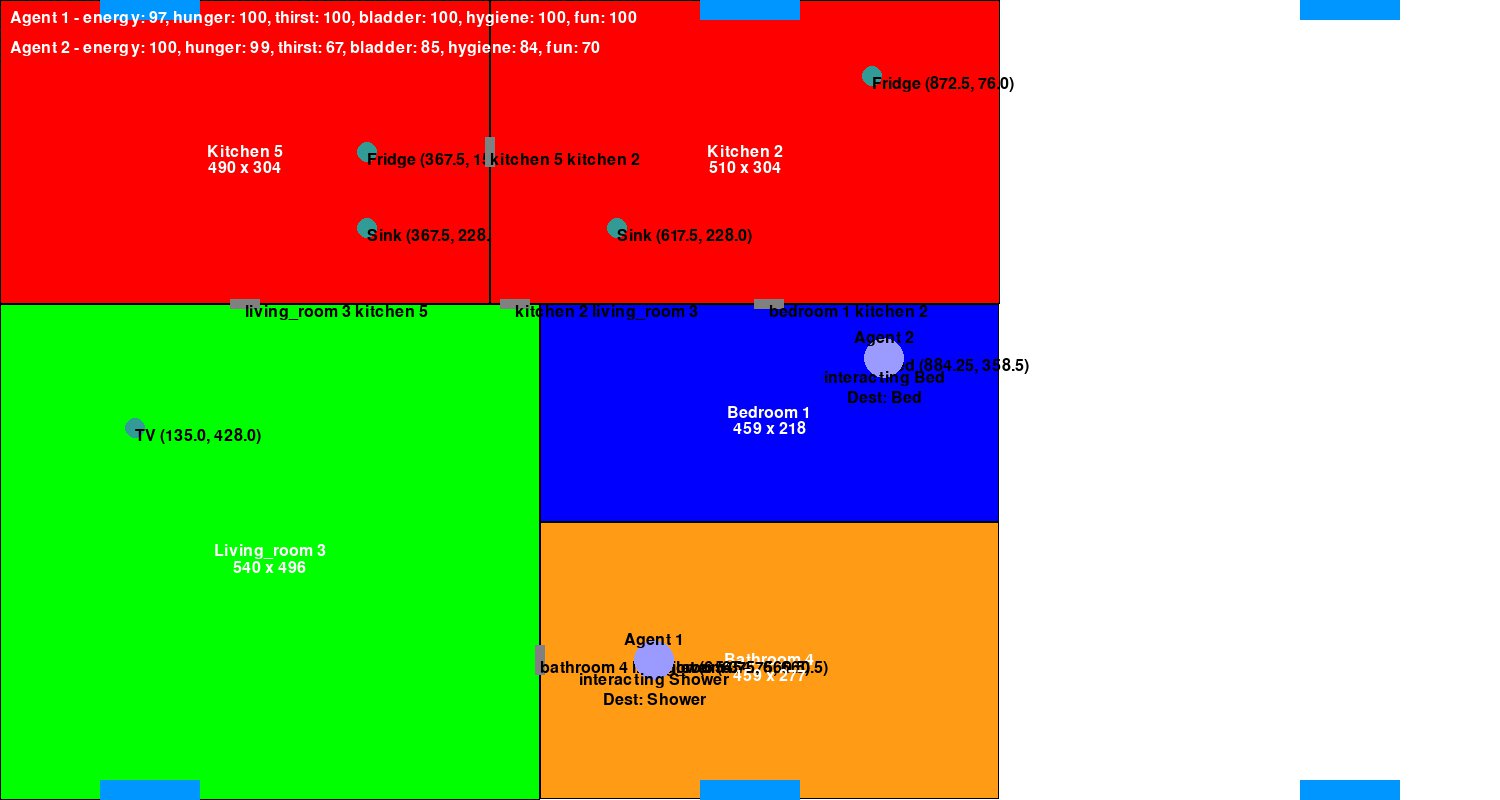 Agent 1 - energy: 97, hunger: 100, thirst: 100, bladder: 100, hygiene: 100, fun: 100
Agent 2 - energy: 100, hunger: 99, thirst: 67, bladder: 85, hygiene: 84, fun: 70
Fridge (872.5, 76.0)
Kitchen 5
490 x 304
Fridge (367.5, 15
kitchen 5 kitchen 2
Kitchen 2
510 x 304
Sink (367.5, 228.
Sink (617.5, 228.0)
living_room 3 kitchen 5
kitchen 2 living_room 3
bedroom 1 kitchen 2
Agent 2
(884.25, 358.5)
interacting Bed
Dest: Bed
Bedroom 1
459 x 218
TV (135.0, 428.0)
Living_room 3
540 x 496
Agent 1
Bathroom 4
459 x 277
bathroom 4
interacting Shower
Dest: Shower